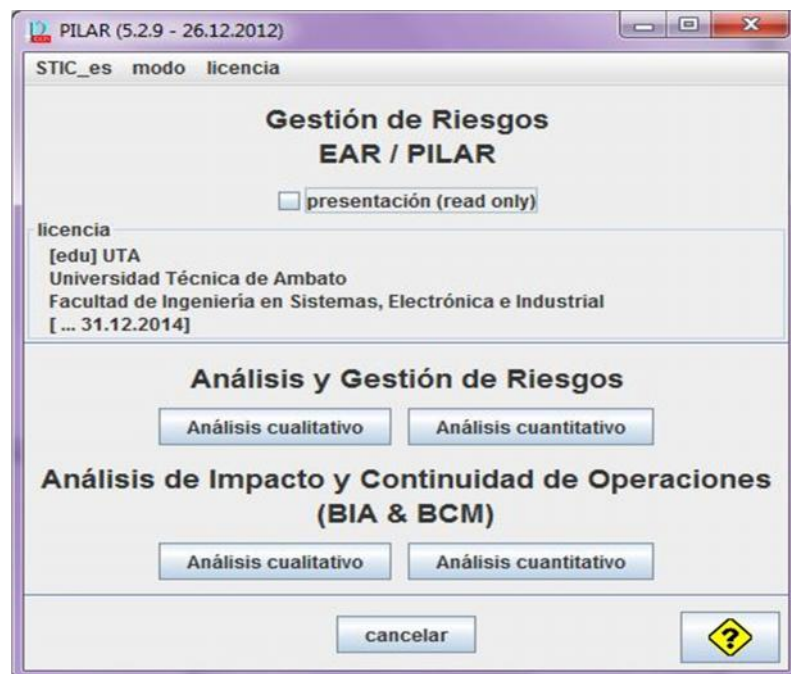 PILAR (5.2.9 - 26.12.2012)
STIC_es modo licencia
Gestión de Riesgos
EAR / PILAR
presentación (read only)
licencia
[edu] UTA
Universidad Técnica de Ambato
Facultad de Ingeniería en Sistemas, Electrónica e Industrial
[ ... 31.12.2014]
Análisis y Gestión de Riesgos
Análisis cualitativo Análisis cuantitativo
Análisis de Impacto y Continuidad de Operaciones
(BIA & BCM)
Análisis cualitativo Análisis cuantitativo
cancelar
?